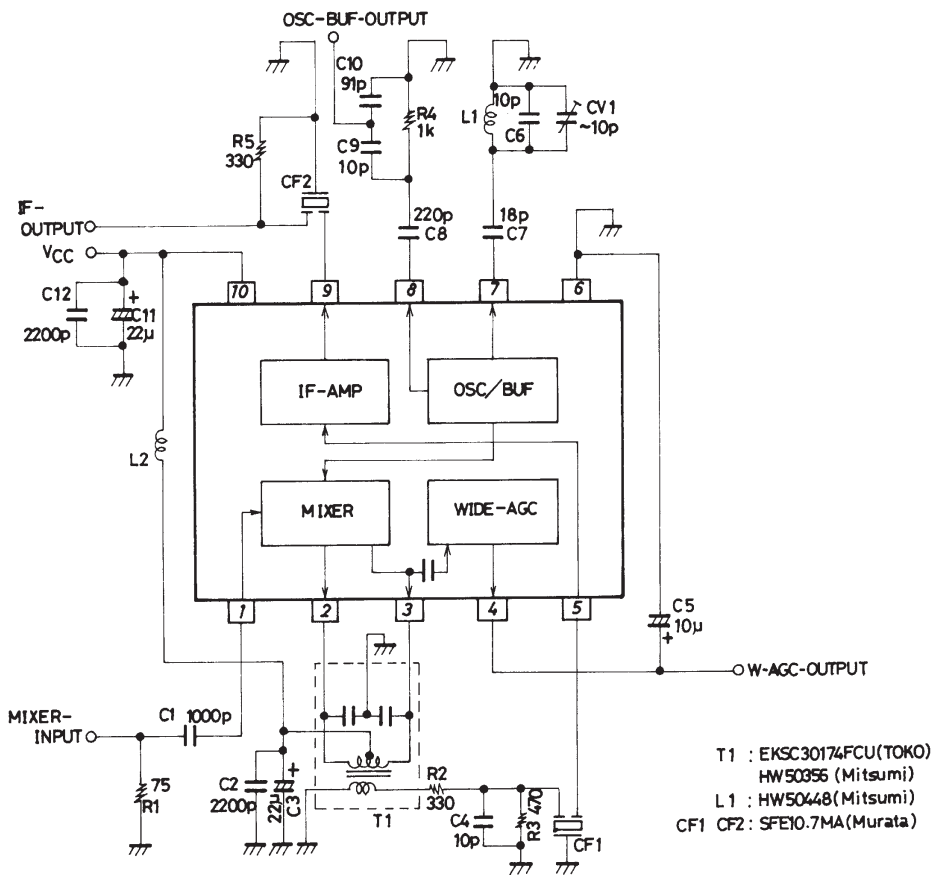 OSC-BUF-OUTPUT
C10
91p
R4
1k
C9
10p
L1
10p
C6
CV1
~10p
R5
330
CF2
220p
C8
18p
C7
IF-
OUTPUT
VCC
C12
2200p
+
C11
22μ
10
9
8
7
6
IF-AMP
OSC/BUF
L2
MIXER
WIDE-AGC
1
2
3
4
5
C5
10μ
+
W-AGC-OUTPUT
MIXER-
INPUT
C1
1000p
75
R1
C2
2200p
+
22μ
C3
T1
R2
330
C4
10p
R3 470
CF1
T1 : EKSC30174FCU(TOKO)
HW50356 (Mitsumi)
L1 : HW50448(Mitsumi)
CF1 CF2 : SFE10.7MA(Murata)